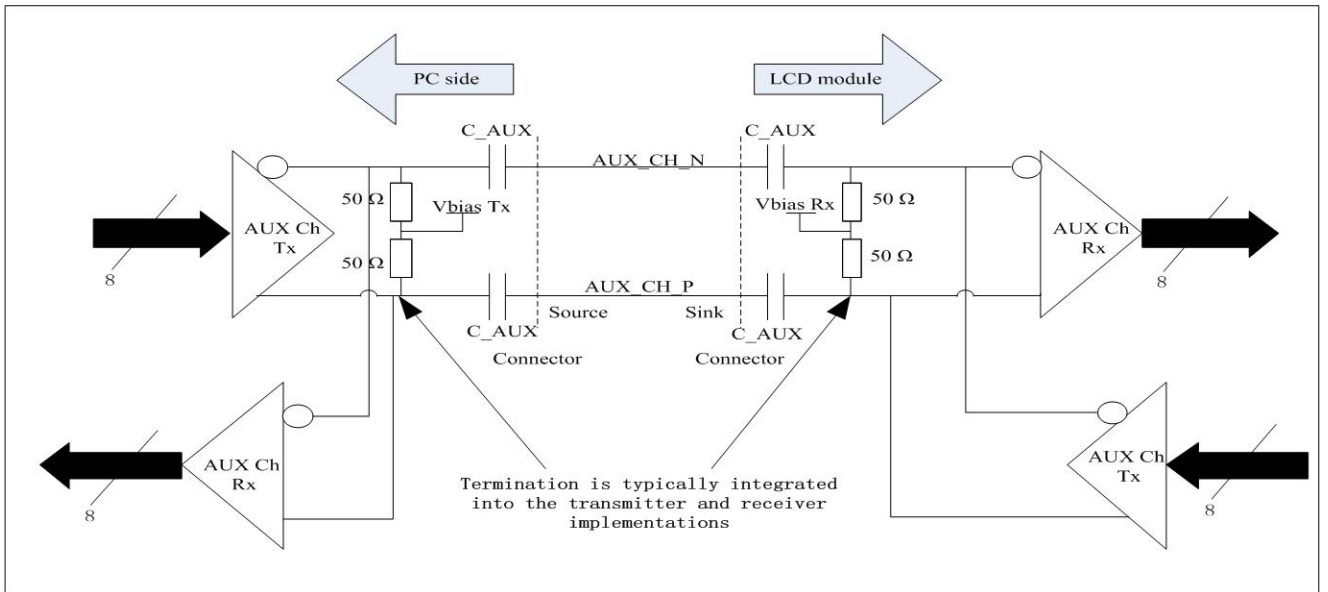 PC side
LCD module
C_AUX
C_AUX
AUX_CH_N
50 Ω
Vbias Tx
Vbias Rx
50 Ω
AUX Ch
Tx
AUX Ch
Rx
50 Ω
50 Ω
8
8
AUX_CH_P
Source
Sink
C_AUX
C_AUX
Connector
Connector
AUX Ch
Rx
AUX Ch
Tx
Termination is typically integrated
into the transmitter and receiver
implementations
8
8